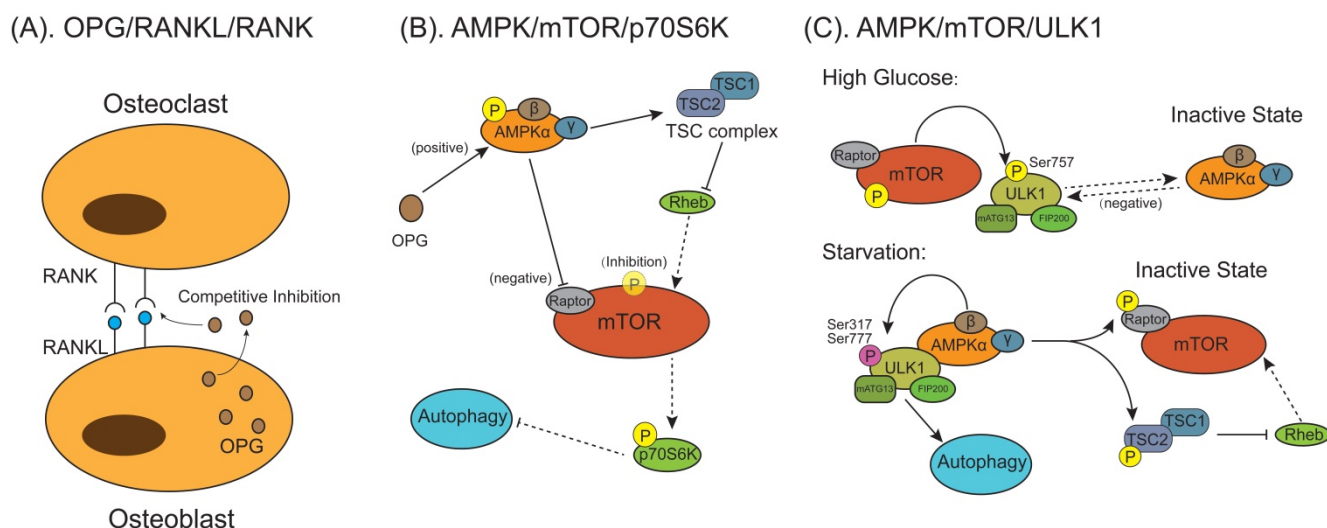 (A). OPG/RANKL/RANK
Osteoclast
RANK
Competitive Inhibition
RANKL
OPG
Osteoblast
(B). AMPK/mTOR/p70S6K
TSC1
TSC2
TSC complex
P
β
AMPKα
γ
(positive)
OPG
Rheb
(Inhibition)
P
(negative)
Raptor
mTOR
Autophagy
P
p70S6K
(C). AMPK/mTOR/ULK1
High Glucose:
Inactive State
Raptor
mTOR
P
P
Ser757
ULK1
mATG13
FIP200
(negative)
β
AMPKα
γ
Starvation:
Inactive State
Ser317
Ser777
P
ULK1
mATG13
FIP200
β
AMPKα
γ
P
Raptor
mTOR
TSC1
TSC2
P
Rheb
Autophagy